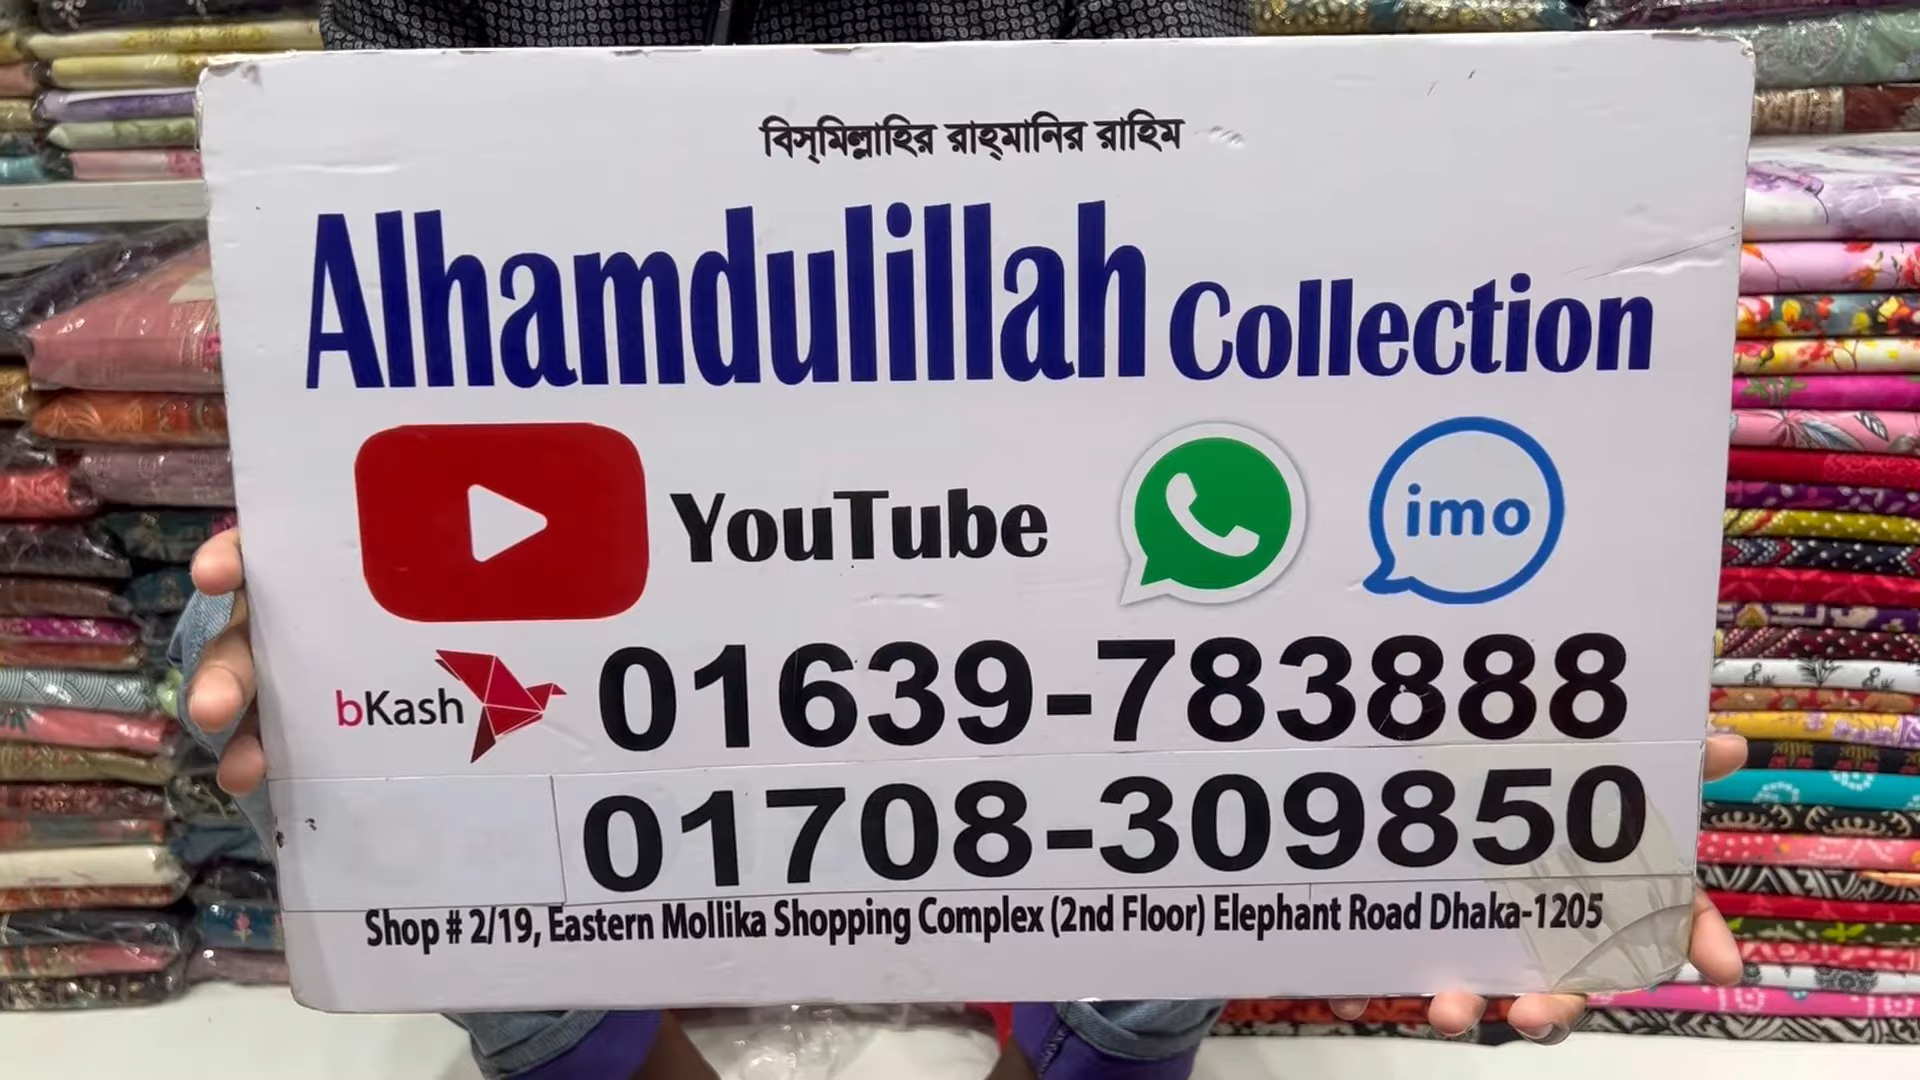 বিস্‌মিল্লাহির রাহ্‌মানির রাহিম
Alhamdulillah Collection
YouTube
imo
bKash 01639-783888
01708-309850
Shop # 2/19, Eastern Mollika Shopping Complex (2nd Floor) Elephant Road Dhaka-1205